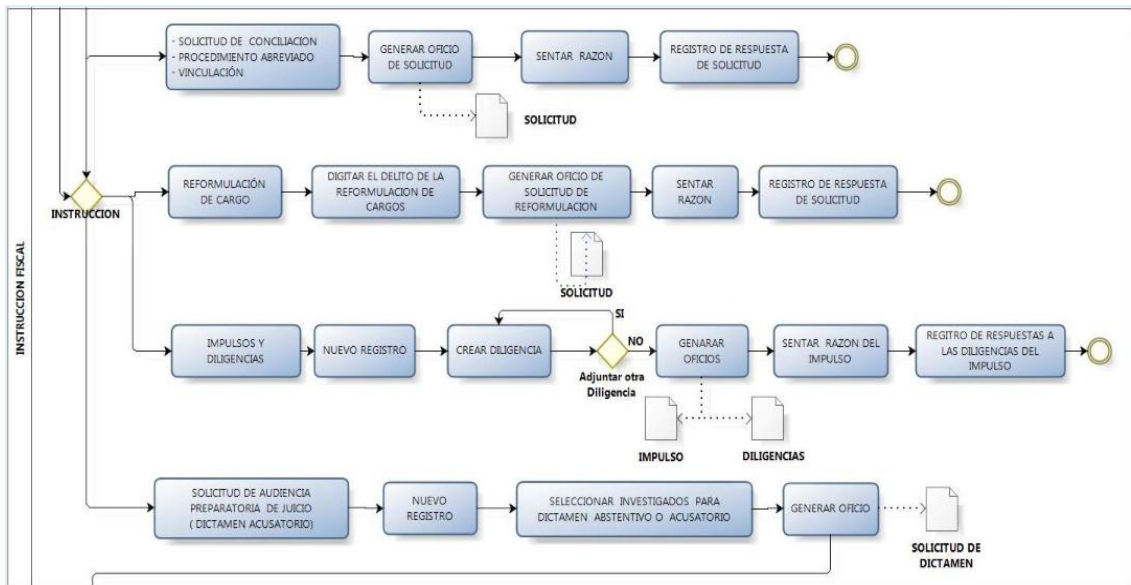 - SOLICITUD DE CONCILIACION
- PROCEDIMIENTO ABREVIADO
- VINCULACIÓN
GENERAR OFICIO
DE SOLICITUD
SENTAR RAZON
REGISTRO DE RESPUESTA
DE SOLICITUD
SOLICITUD
INSTRUCCION
REFORMULACIÓN
DE CARGO
DIGITAR EL DELITO DE LA
REFORMULACION DE
CARGOS
GENERAR OFICIO DE
SOLICITUD DE
REFORMULACION
SENTAR
RAZON
REGISTRO DE RESPUESTA
DE SOLICITUD
SOLICITUD
INSTRUCCION FISCAL
IMPULSOS Y
DILIGENCIAS
NUEVO REGISTRO
CREAR DILIGENCIA
SI
NO
Adjuntar otra
Diligencia
GENARAR
OFICIOS
SENTAR RAZON DEL
IMPULSO
REGITRO DE RESPUESTAS A
LAS DILIGENCIAS DEL
IMPULSO
IMPULSO
DILIGENCIAS
SOLICITUD DE AUDIENCIA
PREPARATORIA DE JUICIO
( DICTAMEN ACUSATORIO)
NUEVO
REGISTRO
SELECCIONAR INVESTIGADOS PARA
DICTAMEN ABSTENTIVO O ACUSATORIO
GENERAR OFICIO
SOLICITUD DE
DICTAMEN